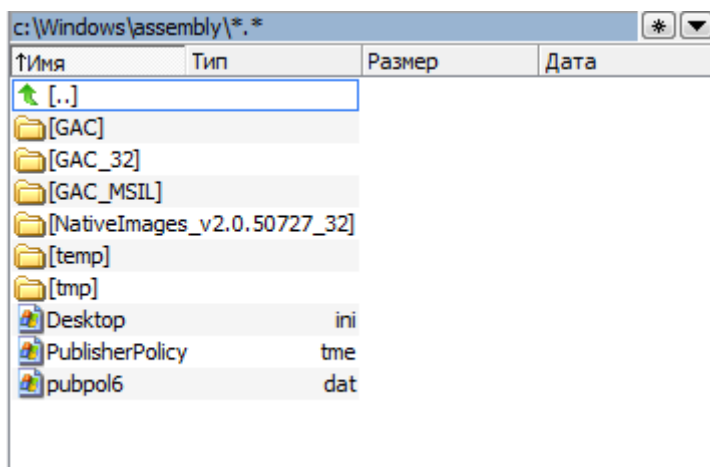 c:\Windows\assembly\*.*
↑Имя Тип Размер Дата
[..]
[GAC]
[GAC_32]
[GAC_MSIL]
[NativeImages_v2.0.50727_32]
[temp]
[tmp]
Desktop ini
PublisherPolicy tme
pubpol6 dat